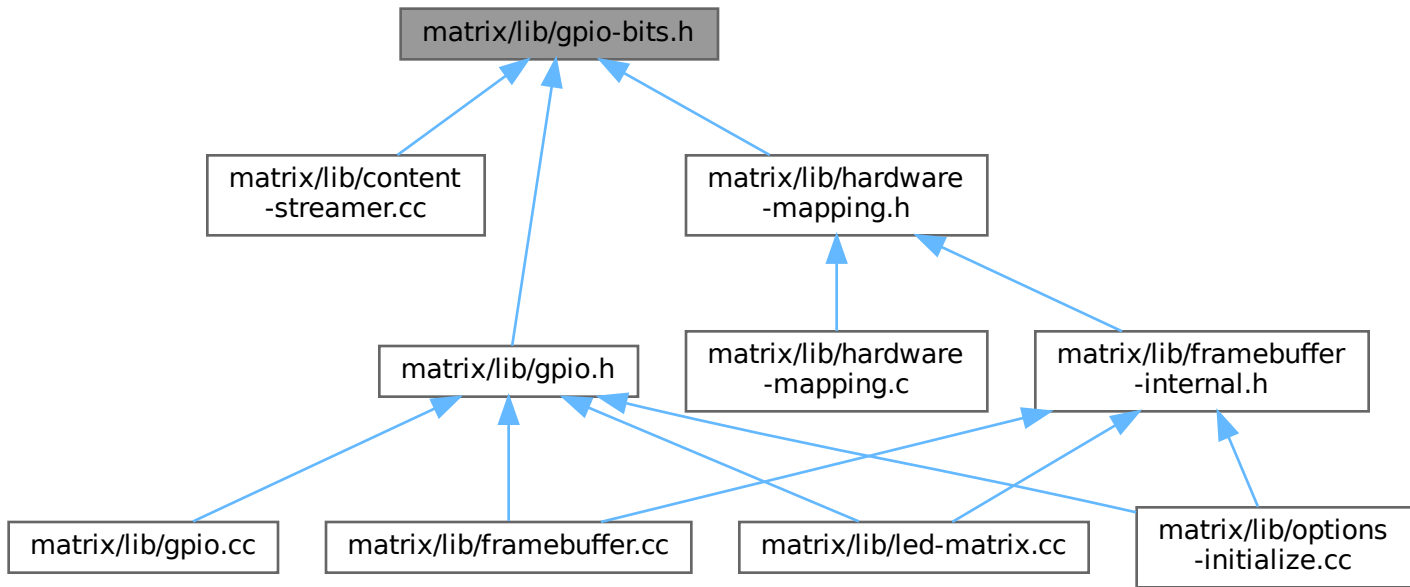 matrix/lib/gpio-bits.h
matrix/lib/content
-streamer.cc
matrix/lib/hardware
-mapping.h
matrix/lib/gpio.h
matrix/lib/hardware
-mapping.c
matrix/lib/framebuffer
-internal.h
matrix/lib/gpio.cc
matrix/lib/framebuffer.cc
matrix/lib/led-matrix.cc
matrix/lib/options
-initialize.cc